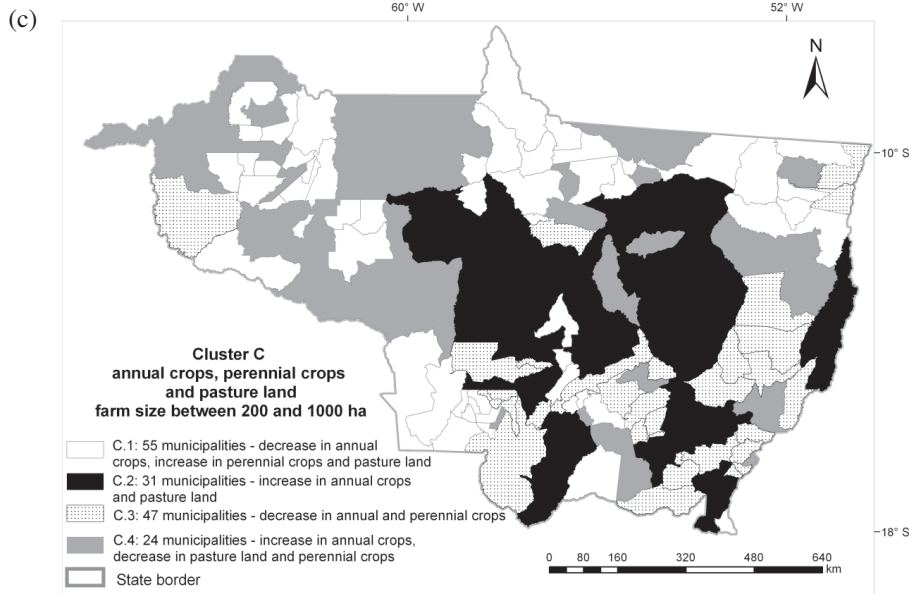 (c)
60° W
52° W
N
10° S
Cluster C
annual crops, perennial crops
and pasture land
farm size between 200 and 1000 ha
C.1: 55 municipalities - decrease in annual
crops, increase in perennial crops and pasture land
C.2: 31 municipalities - increase in annual crops
and pasture land
C.3: 47 municipalities - decrease in annual and perennial crops
C.4: 24 municipalities - increase in annual crops,
decrease in pasture land and perennial crops
State border
18° S
0 80 160 320 480 640
km